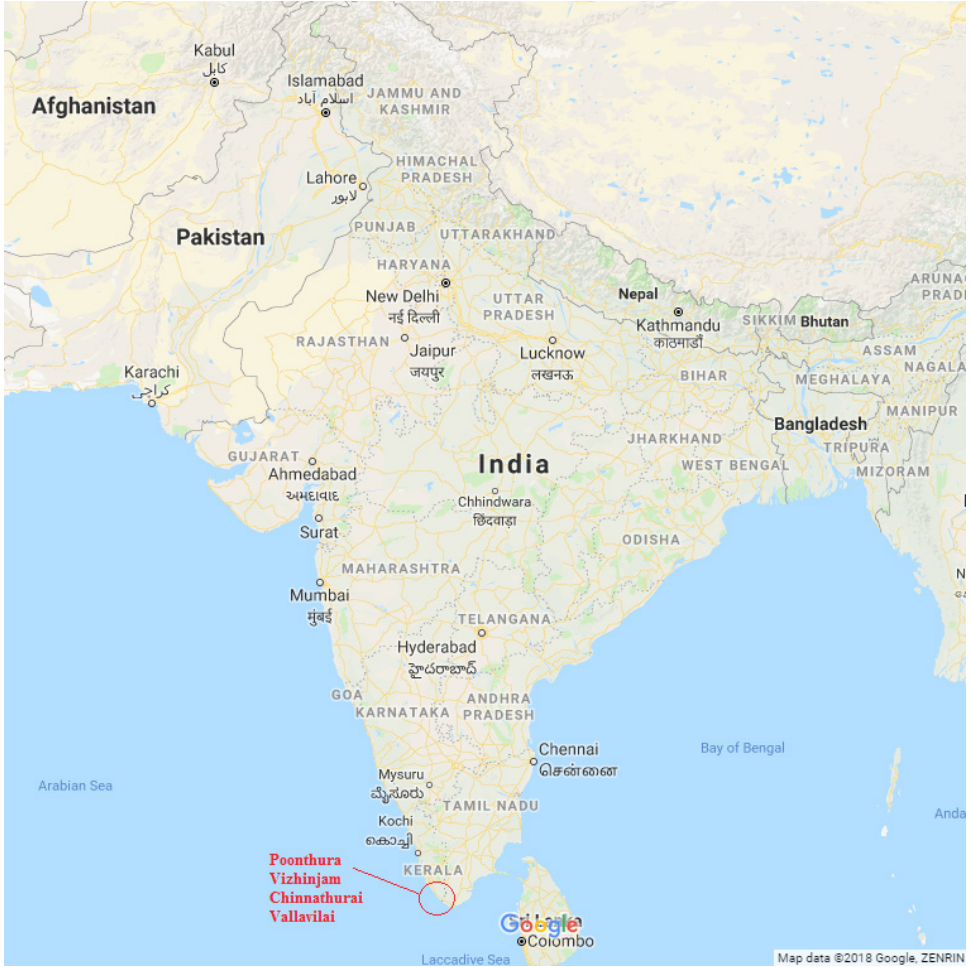 Kabul
کابل
Islamabad
اسلام آباد
Afghanistan
JAMMU AND
KASHMIR
HIMACHAL
PRADESH
Lahore
لاہور
Pakistan
PUNJAB
UTTARAKHAND
HARYANA
New Delhi
नई दिल्ली
UTTAR
PRADESH
Nepal
Kathmandu
काठमाडौं
SIKKIM
Bhutan
RAJASTHAN
Jaipur
जयपुर
Lucknow
लखनऊ
ASSAM
Karachi
کراچی
BIHAR
MEGHALAYA
MANIPUR
Bangladesh
TRIPURA
MIZORAM
JHARKHAND
WEST BENGAL
GUJARAT
Ahmedabad
અમદાવાદ
India
Chhindwara
छिंदवाड़ा
Surat
ODISHA
MAHARASHTRA
Mumbai
मुंबई
TELANGANA
Hyderabad
హైదరాబాద్
GOA
KARNATAKA
ANDHRA
PRADESH
Chennai
சென்னை
Bay of Bengal
Arabian Sea
Mysuru
ಮೈಸೂರು
TAMIL NADU
Kochi
കൊച്ചി
KERALA
Poonthura
Vizhinjam
Chinnathurai
Vallavilai
Google
Colombo
Laccadive Sea
Map data ©2018 Google, ZENRIN